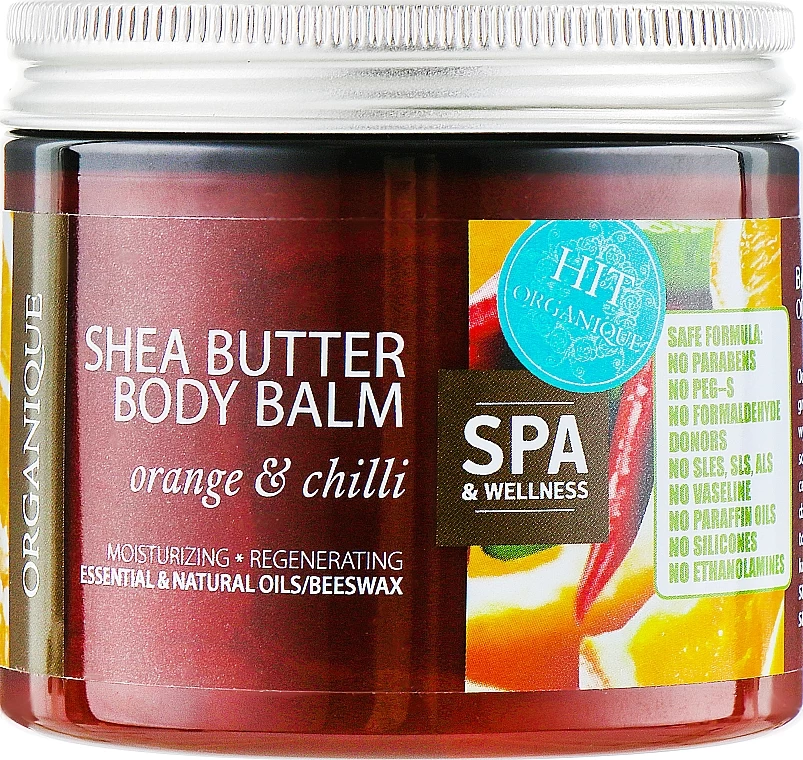 ORGANIQUE
SHEA BUTTER
BODY BALM
orange & chilli
MOISTURIZING * REGENERATING
ESSENTIAL & NATURAL OILS/BEESWAX
HIT
ORGANIQUE
SPA
& WELLNESS
SAFE FORMULA:
NO PARABENS
NO PEG-S
NO FORMALDEHYDE
DONORS
NO SLES, SLS, ALS
NO VASELINE
NO PARAFFIN OILS
NO SILICONES
NO ETHANOLAMINES